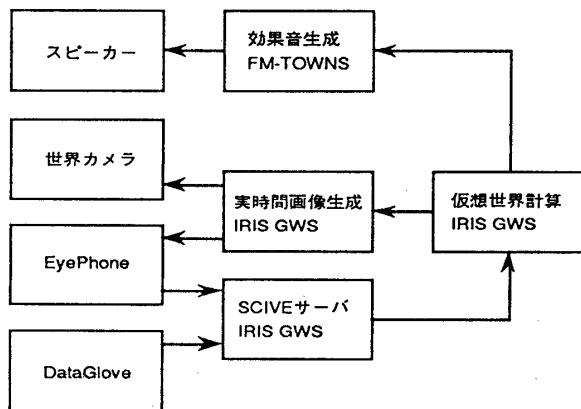 スピーカー
効果音生成
FM-TOWNS
世界カメラ
実時間画像生成
IRIS GWS
仮想世界計算
IRIS GWS
EyePhone
SCIVEサーバ
IRIS GWS
DataGlove